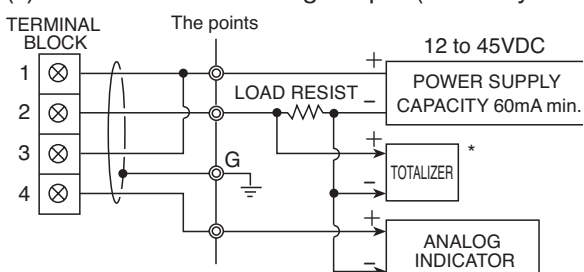 TERMINAL
BLOCK
The points
12 to 45VDC
1
+
POWER SUPPLY
CAPACITY 60mA min.
LOAD RESIST
2
−
3
G
+
TOTALIZER
*
−
4
+
ANALOG
INDICATOR
−